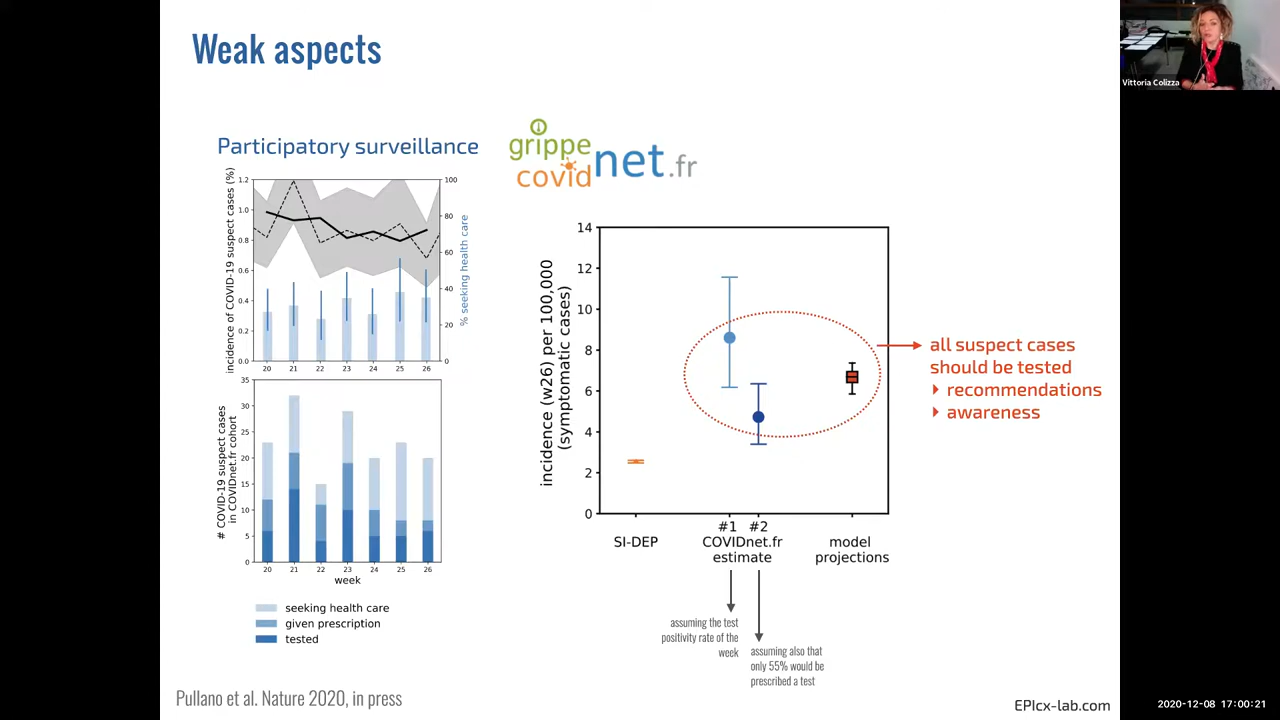 Weak aspects
Vittoria Colizza
Participatory surveillance
grippe
covidnet.fr
incidence of COVID-19 suspect cases (%)
1.2
1.0
0.8
0.6
0.4
0.2
0.0
100
80
60
40
20
0
% seeking health care
20 21 22 23 24 25 26
# COVID-19 suspect cases
in COVIDnet.fr cohort
35
30
25
20
15
10
5
0
20 21 22 23 24 25 26
week
seeking health care
given prescription
tested
incidence (w26) per 100,000
(symptomatic cases)
14
12
10
8
6
4
2
0
SI-DEP
#1 #2
COVIDnet.fr
estimate
model
projections
all suspect cases
should be tested
recommendations
awareness
assuming the test
positivity rate of the
week
assuming also that
only 55% would be
prescribed a test
Pullano et al. Nature 2020, in press
EPIcx-lab.com
2020-12-08 17:00:21